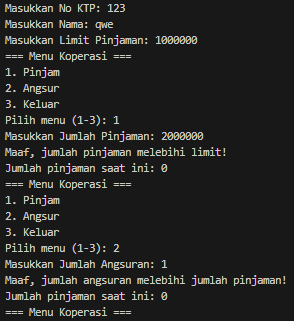 Masukkan No KTP: 123
Masukkan Nama: qwe
Masukkan Limit Pinjaman: 1000000
=== Menu Koperasi ===
1. Pinjam
2. Angsur
3. Keluar
Pilih menu (1-3): 1
Masukkan Jumlah Pinjaman: 2000000
Maaf, jumlah pinjaman melebihi limit!
Jumlah pinjaman saat ini: 0
=== Menu Koperasi ===
1. Pinjam
2. Angsur
3. Keluar
Pilih menu (1-3): 2
Masukkan Jumlah Angsuran: 1
Maaf, jumlah angsuran melebihi jumlah pinjaman!
Jumlah pinjaman saat ini: 0
=== Menu Koperasi ===